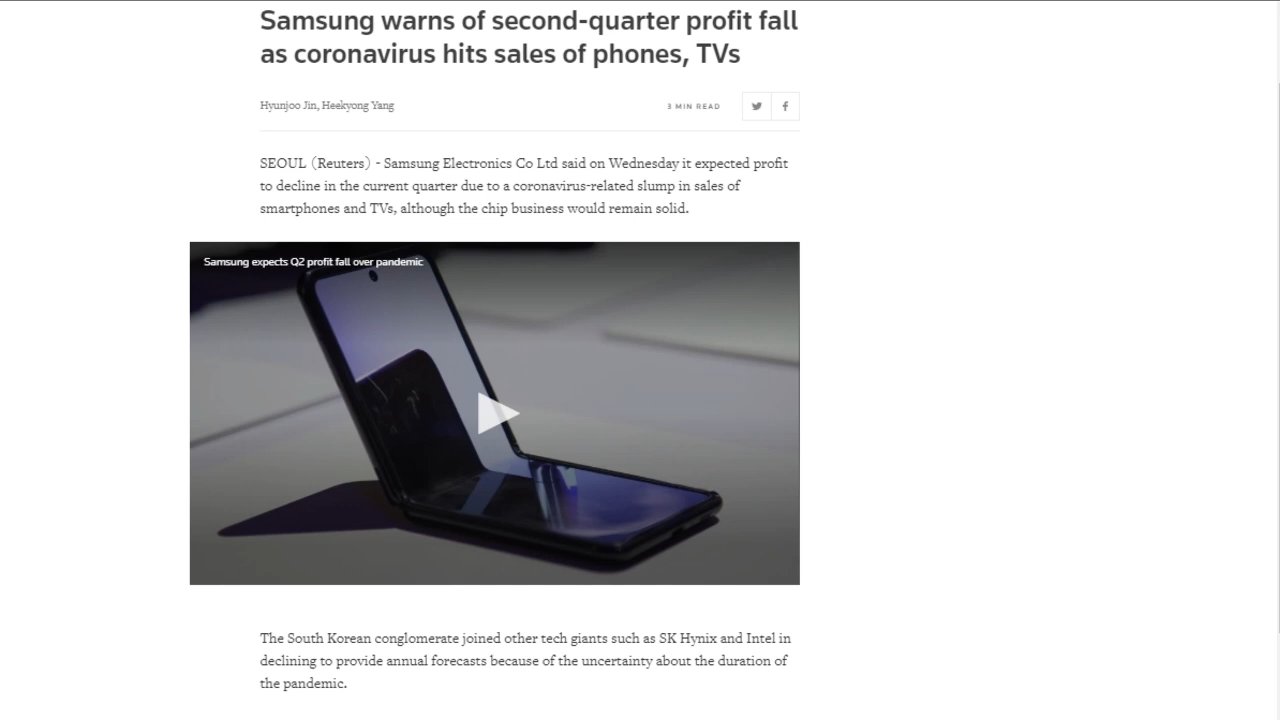 Samsung warns of second-quarter profit fall
as coronavirus hits sales of phones, TVs
Hyunjoo Jin, Heekyong Yang
3 MIN READ
SEOUL (Reuters) - Samsung Electronics Co Ltd said on Wednesday it expected profit
to decline in the current quarter due to a coronavirus-related slump in sales of
smartphones and TVs, although the chip business would remain solid.
Samsung expects Q2 profit fall over pandemic
The South Korean conglomerate joined other tech giants such as SK Hynix and Intel in
declining to provide annual forecasts because of the uncertainty about the duration of
the pandemic.